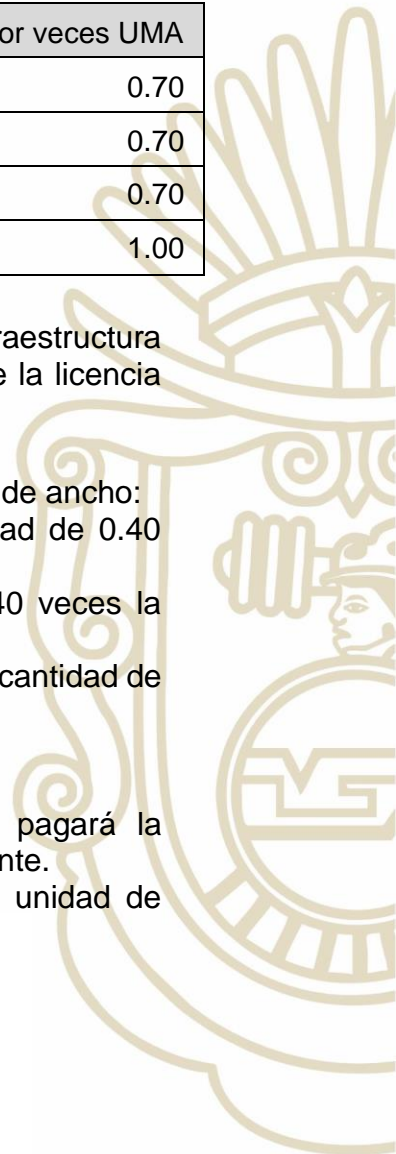 or veces UMA
0.70
0.70
0.70
1.00
raestructura
e la licencia
de ancho:
dad de 0.40
40 veces la
cantidad de
pagará la
nte.
unidad de